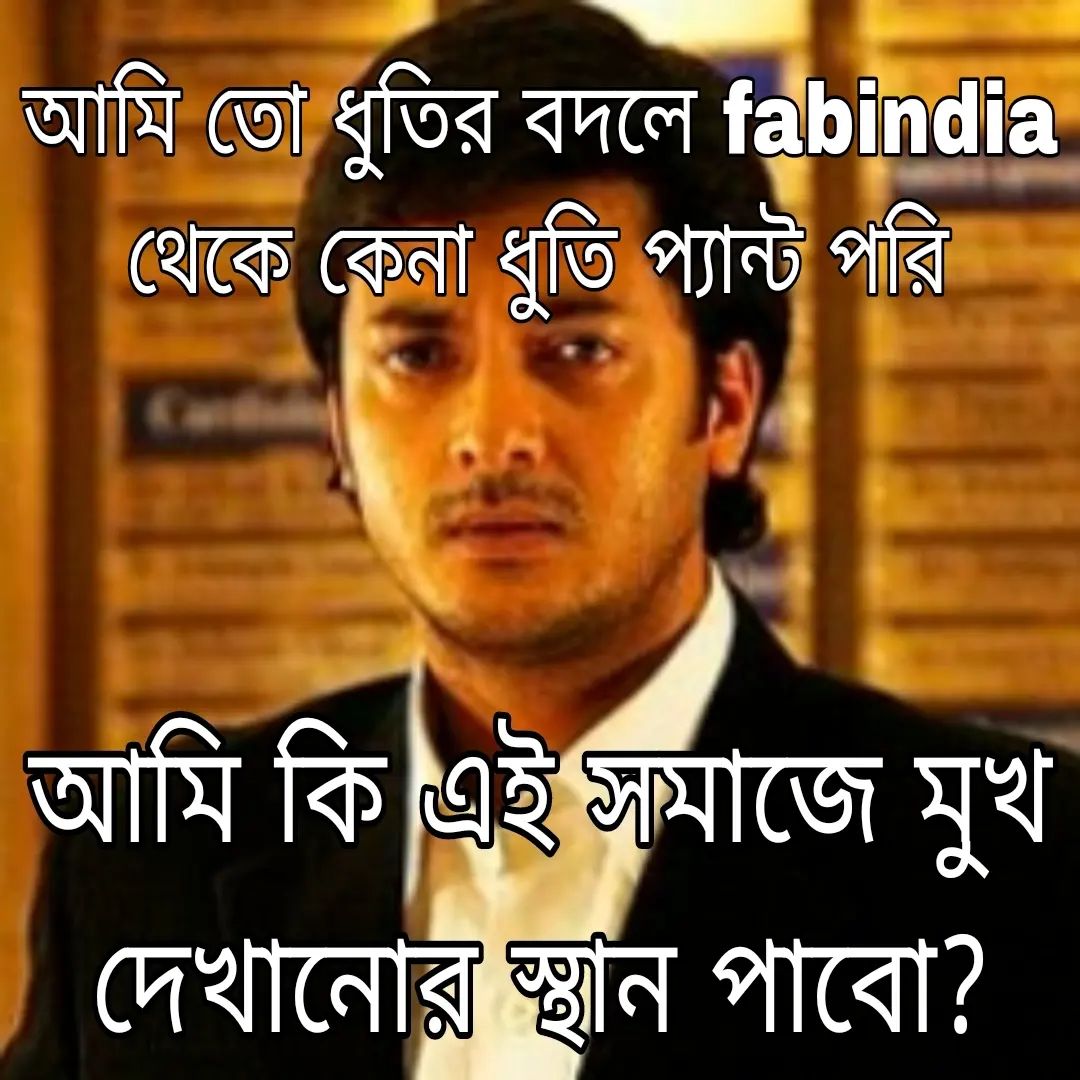 আমি তো ধুতির বদলে fabindia
থেকে কেনা ধুতি প্যান্ট পরি
আমি কি এই সমাজে মুখ
দেখানোর স্থান পাবো?